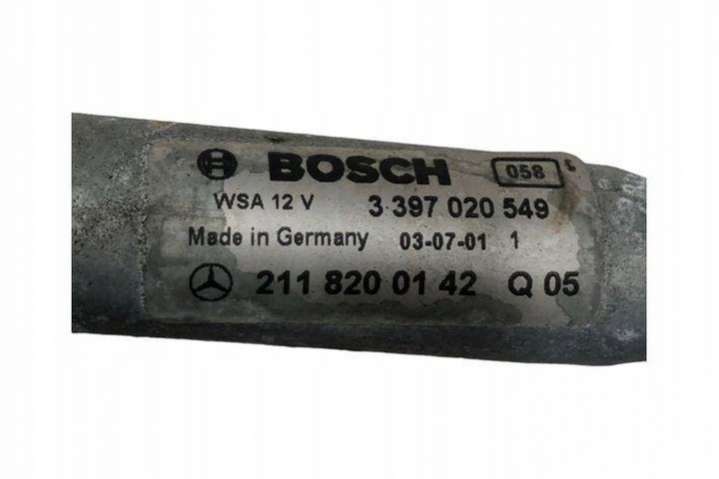 BOSCH 058
WSA 12 V 3 397 020 549
Made in Germany 03-07-01 1
211 820 01 42 Q 05